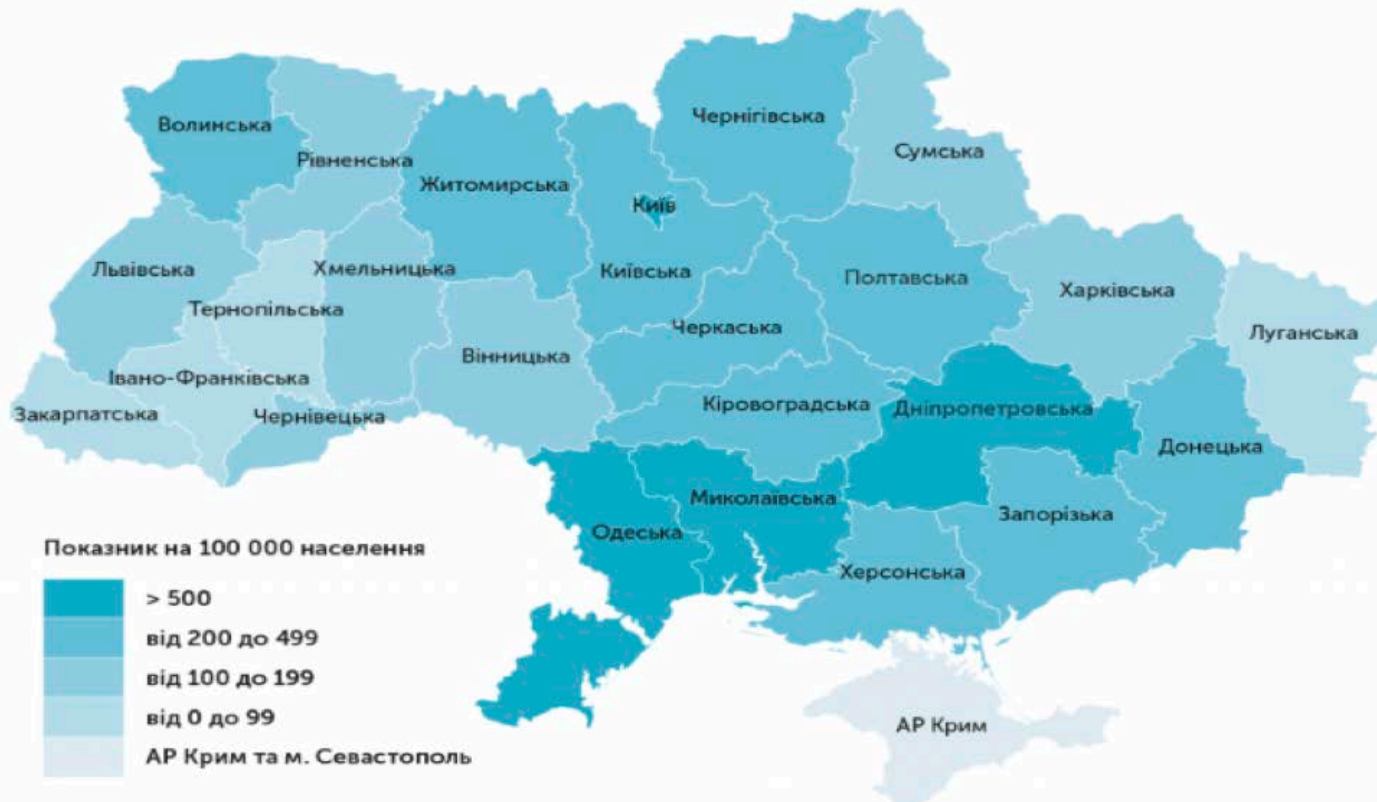 Волинська
Рівненська
Житомирська
Чернігівська
Сумська
Київ
Львівська
Хмельницька
Київська
Полтавська
Харківська
Тернопільська
Черкаська
Луганська
Вінницька
Івано-Франківська
Закарпатська
Чернівецька
Кіровоградська
Дніпропетровська
Донецька
Миколаївська
Одеська
Запорізька
Херсонська
АР Крим
Показник на 100 000 населення
> 500
від 200 до 499
від 100 до 199
від 0 до 99
АР Крим та м. Севастополь